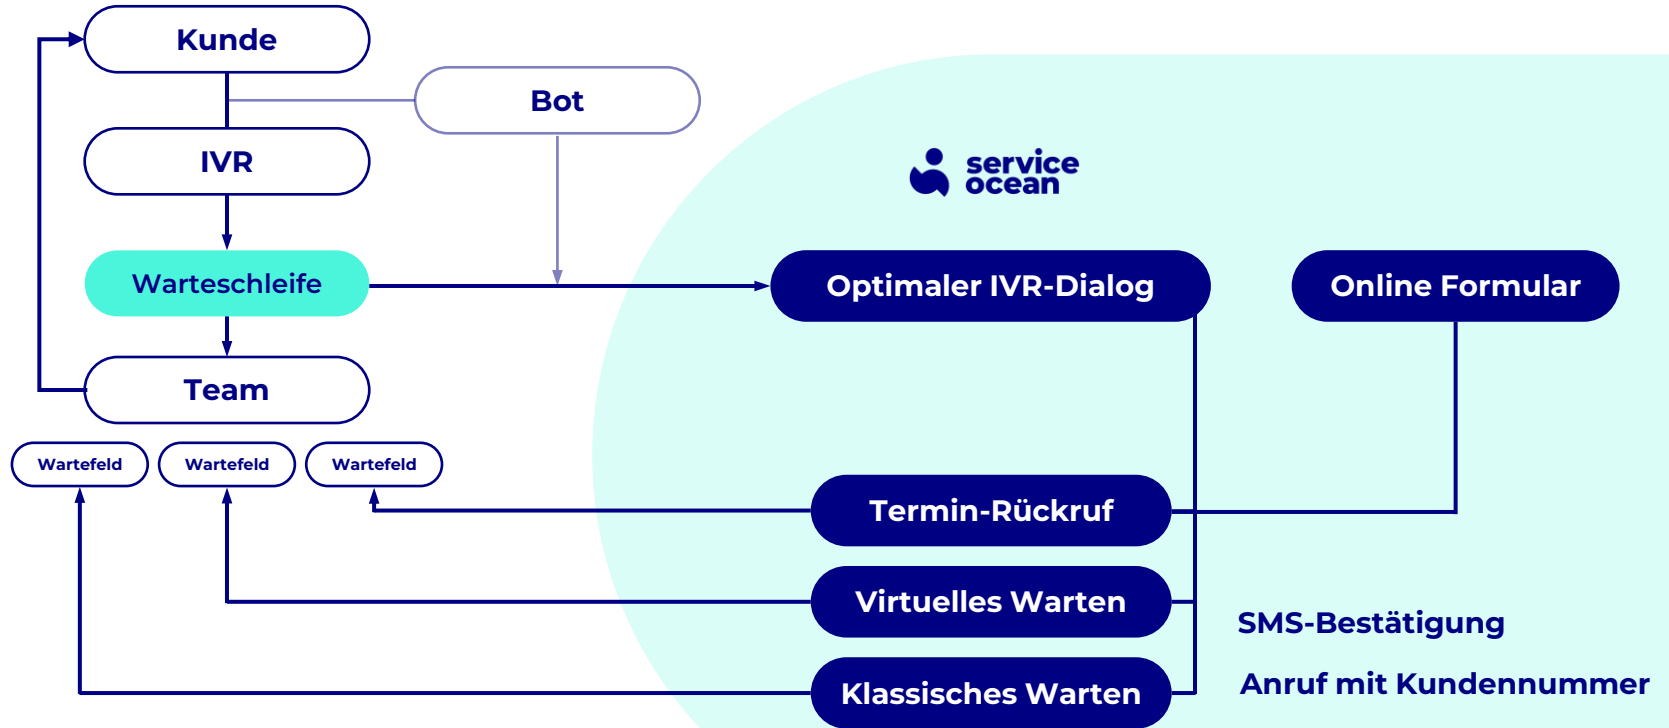 Kunde
Bot
IVR
service
ocean
Warteschleife
Optimaler IVR-Dialog
Online Formular
Team
Wartefeld
Wartefeld
Wartefeld
Termin-Rückruf
Virtuelles Warten
SMS-Bestätigung
Klassisches Warten
Anruf mit Kundennummer